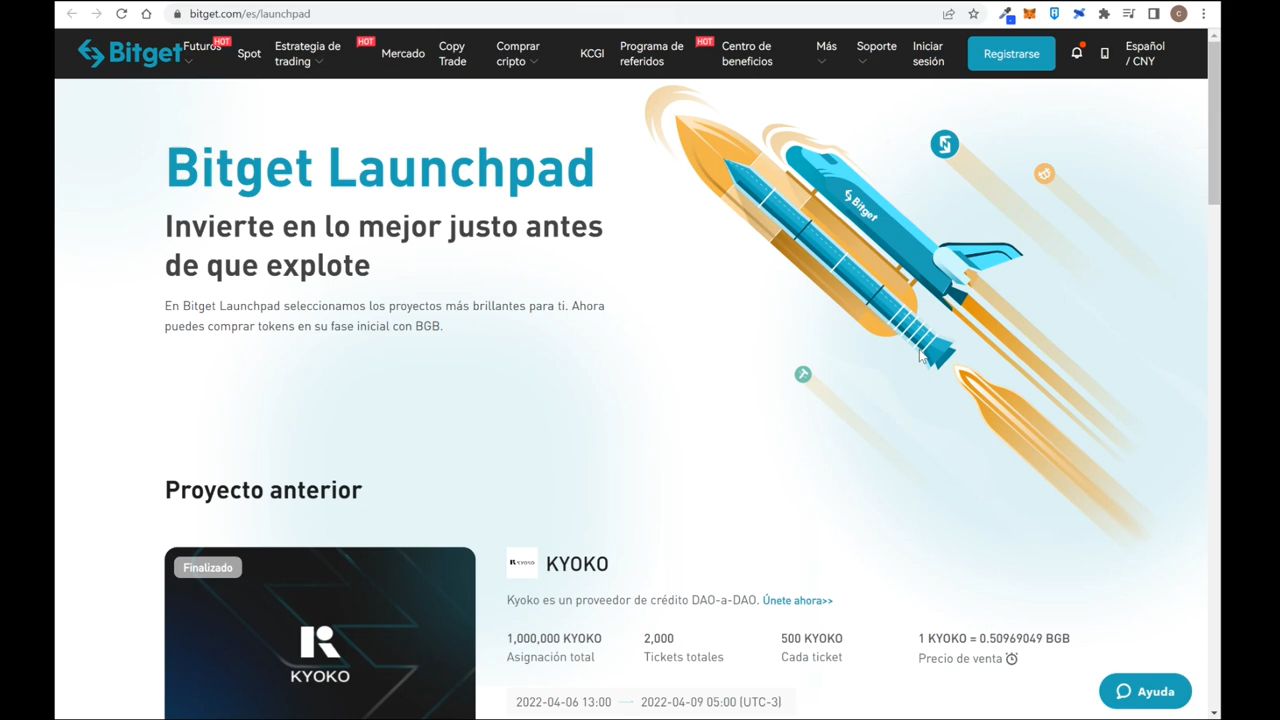 bitget.com/es/launchpad
C
Bitget
Futuros
HOT
Spot
Estrategia de
trading
HOT
Mercado
Copy
Trade
Comprar
cripto
KCGI
Programa de
referidos
HOT
Centro de
beneficios
Más
Soporte
Iniciar
sesión
Registrarse
Español
/ CNY
Bitget Launchpad
Invierte en lo mejor justo antes
de que explote
En Bitget Launchpad seleccionamos los proyectos más brillantes para ti. Ahora
puedes comprar tokens en su fase inicial con BGB.
Bitget
Proyecto anterior
Finalizado
KYOKO
KYOKO
KYOKO
Kyoko es un proveedor de crédito DAO-a-DAO. Únete ahora>>
1,000,000 KYOKO
Asignación total
2,000
Tickets totales
500 KYOKO
Cada ticket
1 KYOKO = 0.50969049 BGB
Precio de venta
2022-04-06 13:00
2022-04-09 05:00 (UTC-3)
Ayuda